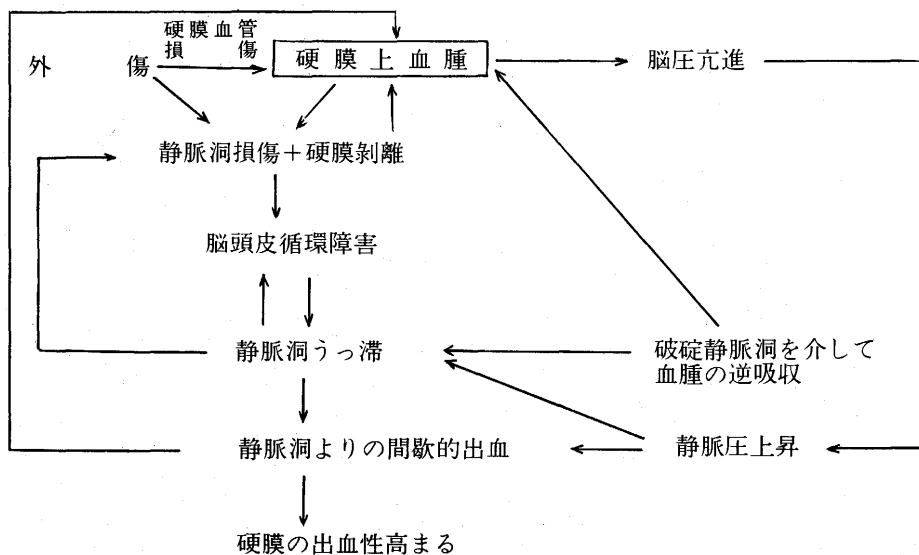 硬膜血管
損傷
外傷
硬膜上血腫
脳圧亢進
静脈洞損傷+硬膜剝離
脳頭皮循環障害
静脈洞うっ滞
破碇静脈洞を介して
血腫の逆吸収
静脈洞よりの間歇的出血
静脈圧上昇
硬膜の出血性高まる